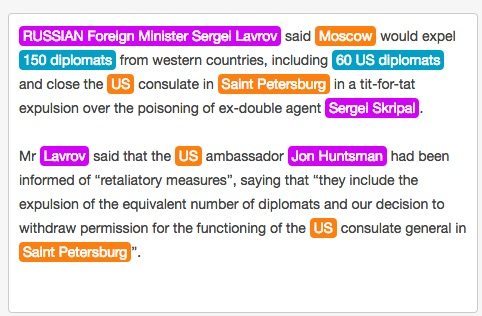 RUSSIAN Foreign Minister Sergei Lavrov said Moscow would expel
150 diplomats from western countries, including 60 US diplomats
and close the US consulate in Saint Petersburg in a tit-for-tat
expulsion over the poisoning of ex-double agent Sergei Skripal.
Mr Lavrov said that the US ambassador Jon Huntsman had been
informed of “retaliatory measures”, saying that “they include the
expulsion of the equivalent number of diplomats and our decision to
withdraw permission for the functioning of the US consulate general in
Saint Petersburg”.